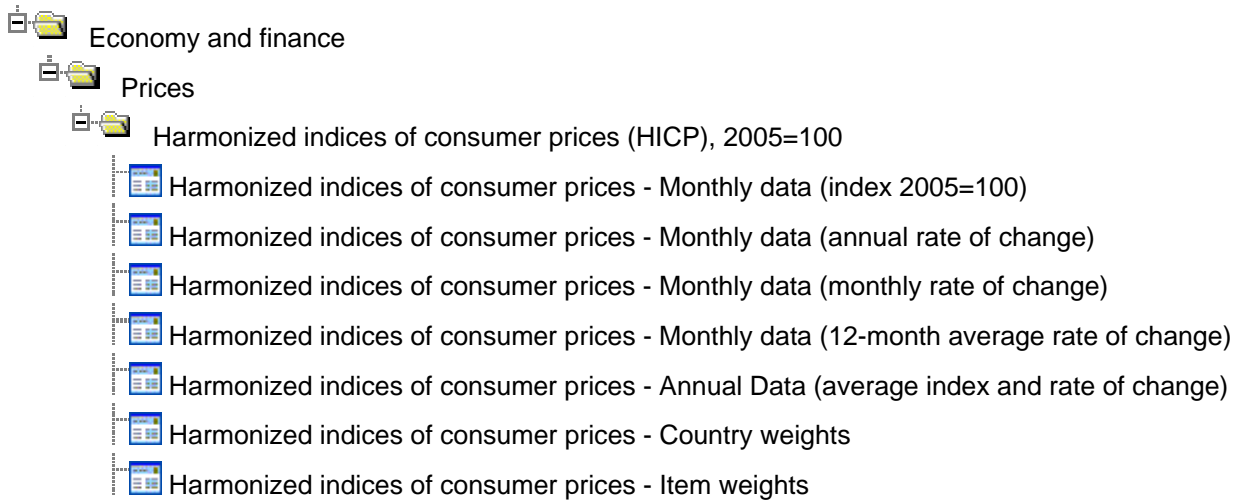 Economy and finance
Prices
Harmonized indices of consumer prices (HICP), 2005=100
Harmonized indices of consumer prices - Monthly data (index 2005=100)
Harmonized indices of consumer prices - Monthly data (annual rate of change)
Harmonized indices of consumer prices - Monthly data (monthly rate of change)
Harmonized indices of consumer prices - Monthly data (12-month average rate of change)
Harmonized indices of consumer prices - Annual Data (average index and rate of change)
Harmonized indices of consumer prices - Country weights
Harmonized indices of consumer prices - Item weights